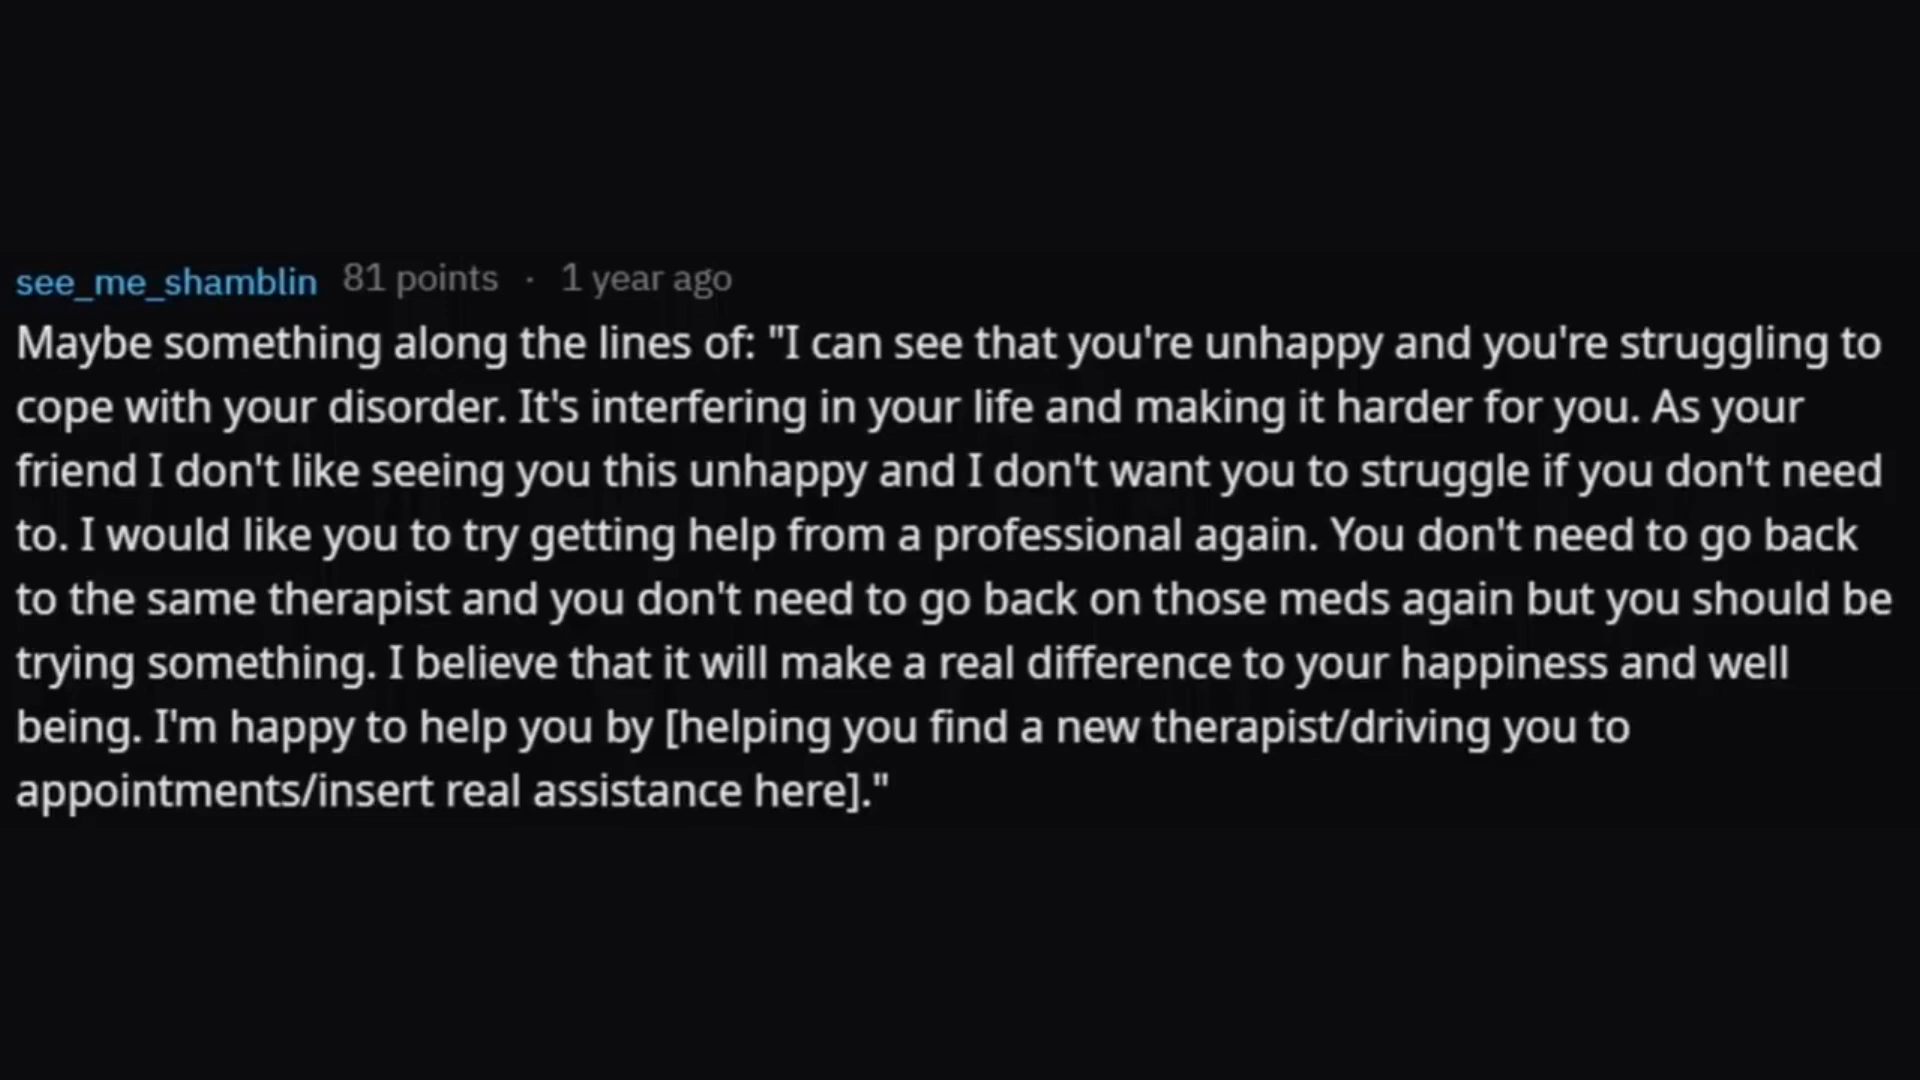 see_me_shamblin 81 points · 1 year ago
Maybe something along the lines of: "I can see that you're unhappy and you're struggling to
cope with your disorder. It's interfering in your life and making it harder for you. As your
friend I don't like seeing you this unhappy and I don't want you to struggle if you don't need
to. I would like you to try getting help from a professional again. You don't need to go back
to the same therapist and you don't need to go back on those meds again but you should be
trying something. I believe that it will make a real difference to your happiness and well
being. I'm happy to help you by [helping you find a new therapist/driving you to
appointments/insert real assistance here]."